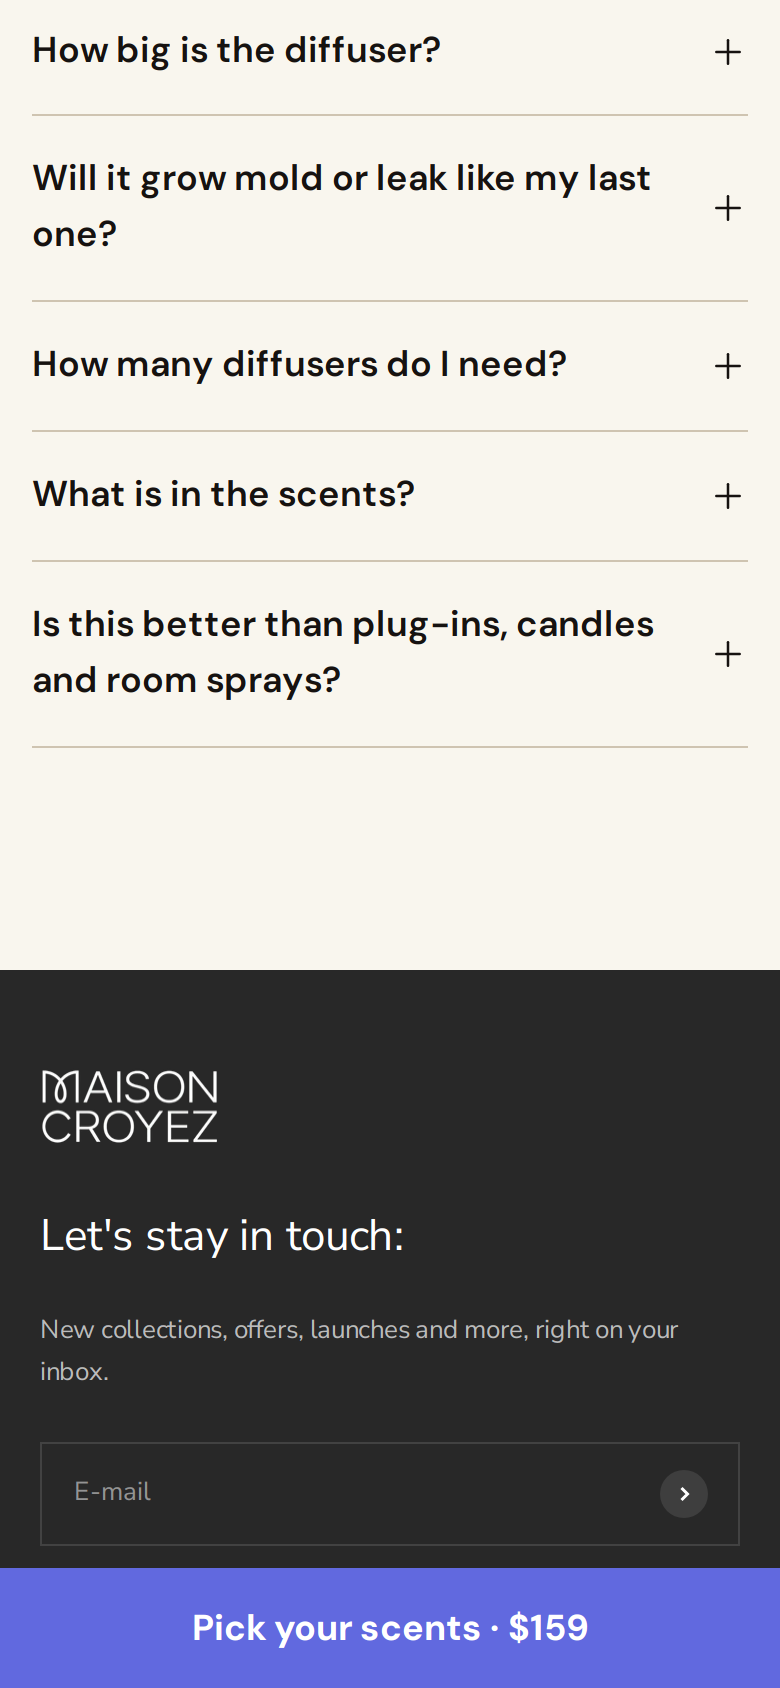 How big is the diffuser?
Will it grow mold or leak like my last
one?
How many diffusers do I need?
What is in the scents?
Is this better than plug-ins, candles
and room sprays?
MAISON
CROYEZ
Let's stay in touch:
New collections, offers, launches and more, right on your
inbox.
E-mail
Pick your scents · $159